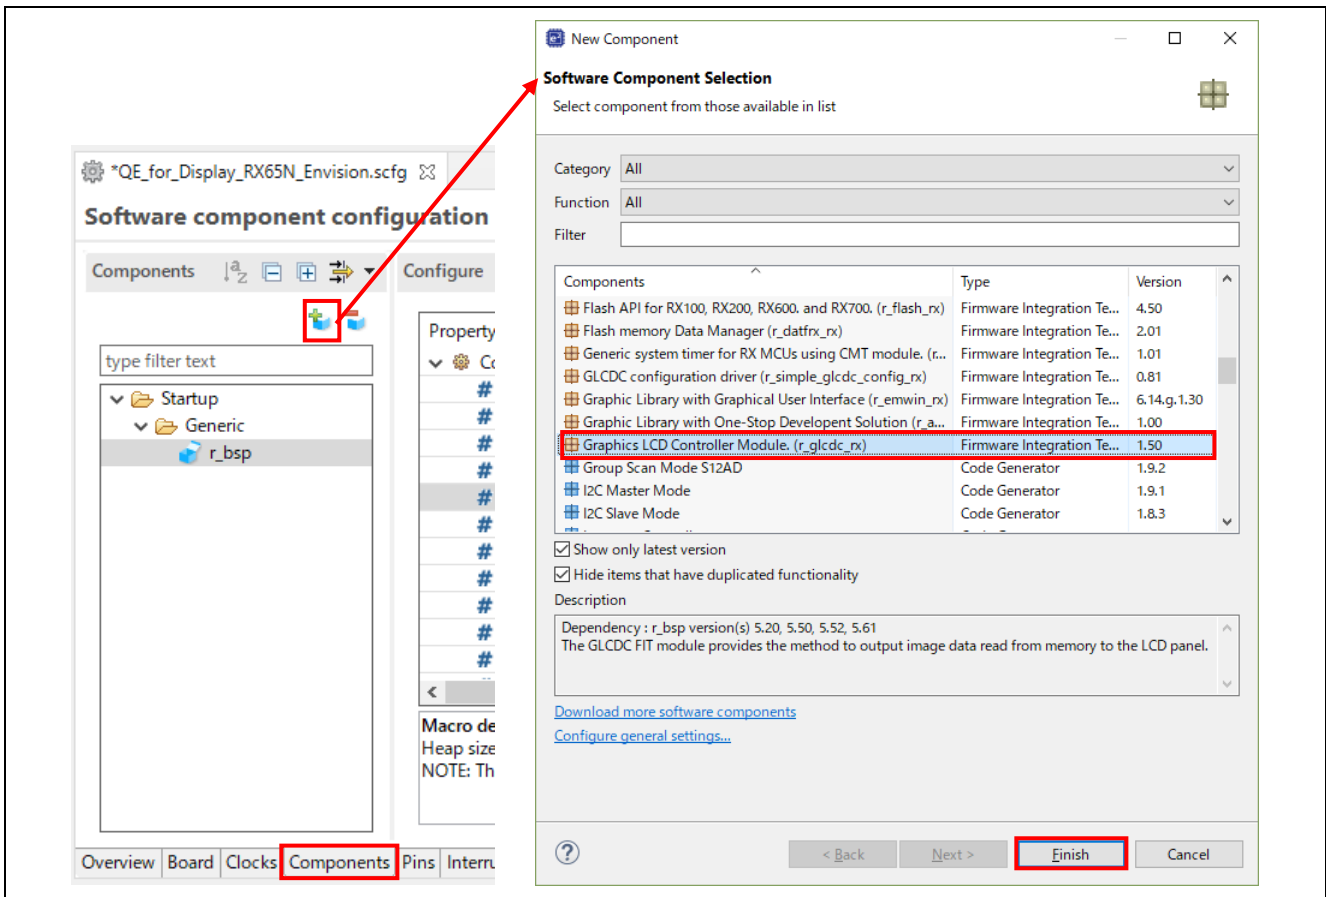 *QE_for_Display_RX65N_Envision.scfg
Software component configuration
Components
Configure
type filter text
Startup
Generic
r_bsp
Property
#
#
#
#
#
#
#
#
#
#
#
Macro de
Heap size
NOTE: Th
Overview Board Clocks Components Pins Interru
New Component
Software Component Selection
Select component from those available in list
Category All
Function All
Filter
Components Type Version
Flash API for RX100, RX200, RX600. and RX700. (r_flash_rx) Firmware Integration Te... 4.50
Flash memory Data Manager (r_datfrx_rx) Firmware Integration Te... 2.01
Generic system timer for RX MCUs using CMT module. (r... Firmware Integration Te... 1.01
GLCDC configuration driver (r_simple_glcdc_config_rx) Firmware Integration Te... 0.81
Graphic Library with Graphical User Interface (r_emwin_rx) Firmware Integration Te... 6.14.g.1.30
Graphic Library with One-Stop Developent Solution (r_a... Firmware Integration Te... 1.00
Graphics LCD Controller Module. (r_glcdc_rx) Firmware Integration Te... 1.50
Group Scan Mode S12AD Code Generator 1.9.2
I2C Master Mode Code Generator 1.9.1
I2C Slave Mode Code Generator 1.8.3
Show only latest version
Hide items that have duplicated functionality
Description
Dependency : r_bsp version(s) 5.20, 5.50, 5.52, 5.61
The GLCDC FIT module provides the method to output image data read from memory to the LCD panel.
Download more software components
Configure general settings...
? < Back Next > Finish Cancel